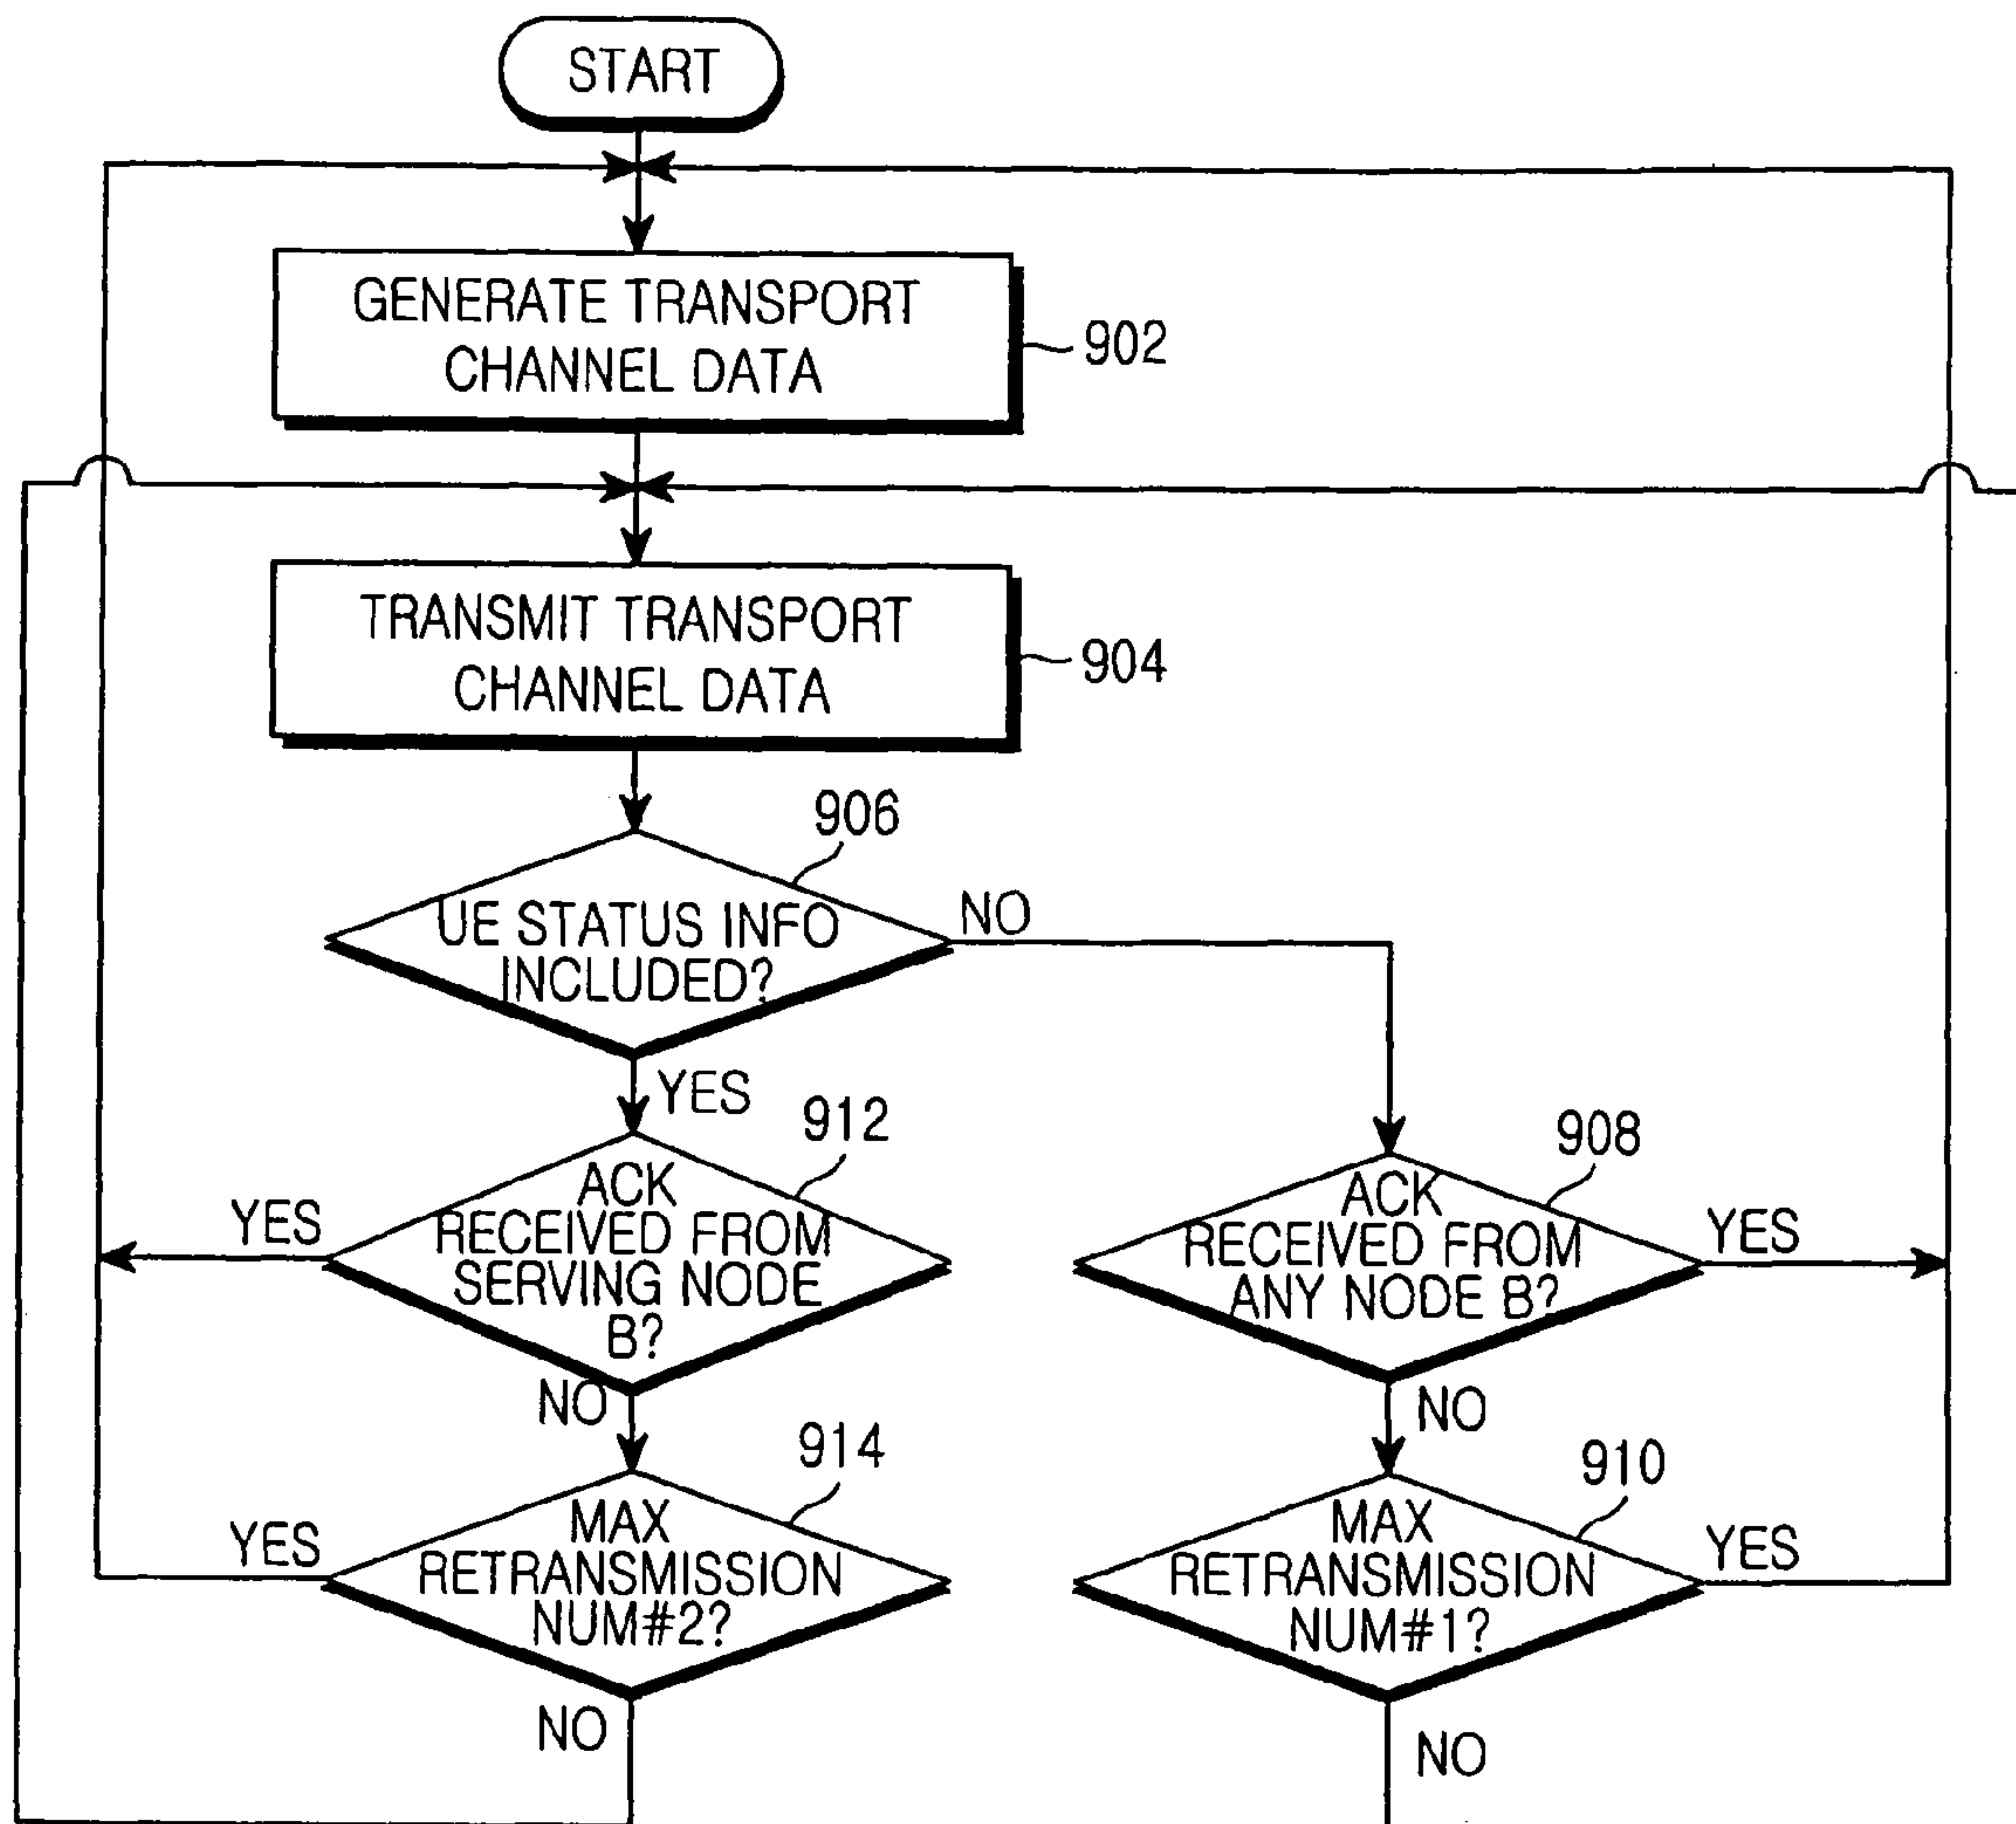 START
GENERATE TRANSPORT
CHANNEL DATA
902
TRANSMIT TRANSPORT
CHANNEL DATA
904
906
UE STATUS INFO
INCLUDED?
NO
YES
912
ACK
RECEIVED FROM
SERVING NODE
B?
YES
NO
908
ACK
RECEIVED FROM
ANY NODE B?
YES
NO
914
MAX
RETRANSMISSION
NUM#2?
YES
NO
910
MAX
RETRANSMISSION
NUM#1?
YES
NO